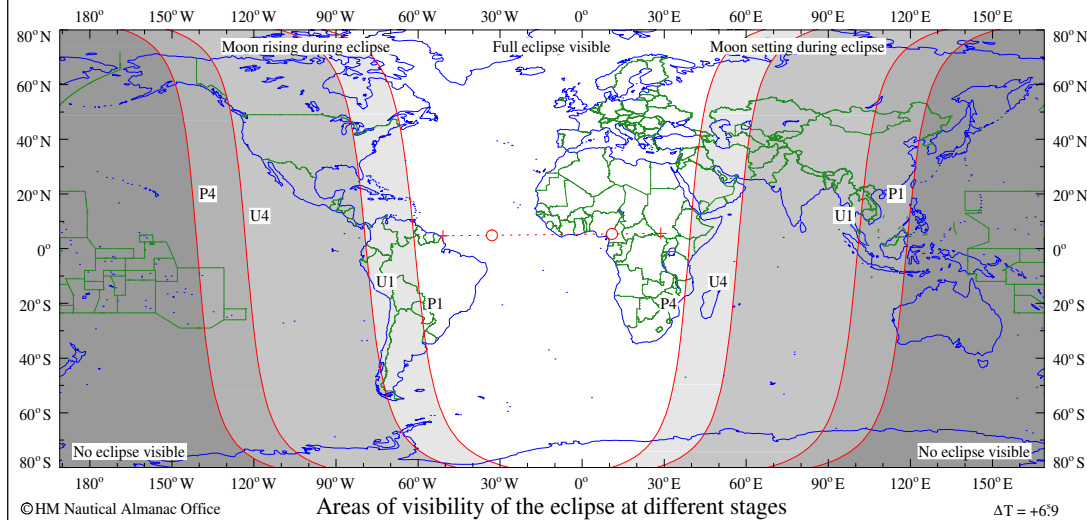 80° N
60° N
40° N
20° N
0°
20° S
40° S
60° S
80° S
Moon rising during eclipse
Full eclipse visible
Moon setting during eclipse
80° N
60° N
40° N
20° N
0°
20° S
40° S
60° S
80° S
P4
U4
U1
P1
P4
U4
U1
P1
No eclipse visible
No eclipse visible
180°
150° W
120° W
90° W
60° W
30° W
0°
30° E
60° E
90° E
120° E
150° E
180°
150° W
120° W
90° W
60° W
30° W
0°
30° E
60° E
90° E
120° E
150° E
© HM Nautical Almanac Office
Areas of visibility of the eclipse at different stages
ΔT = +6ˢ.9